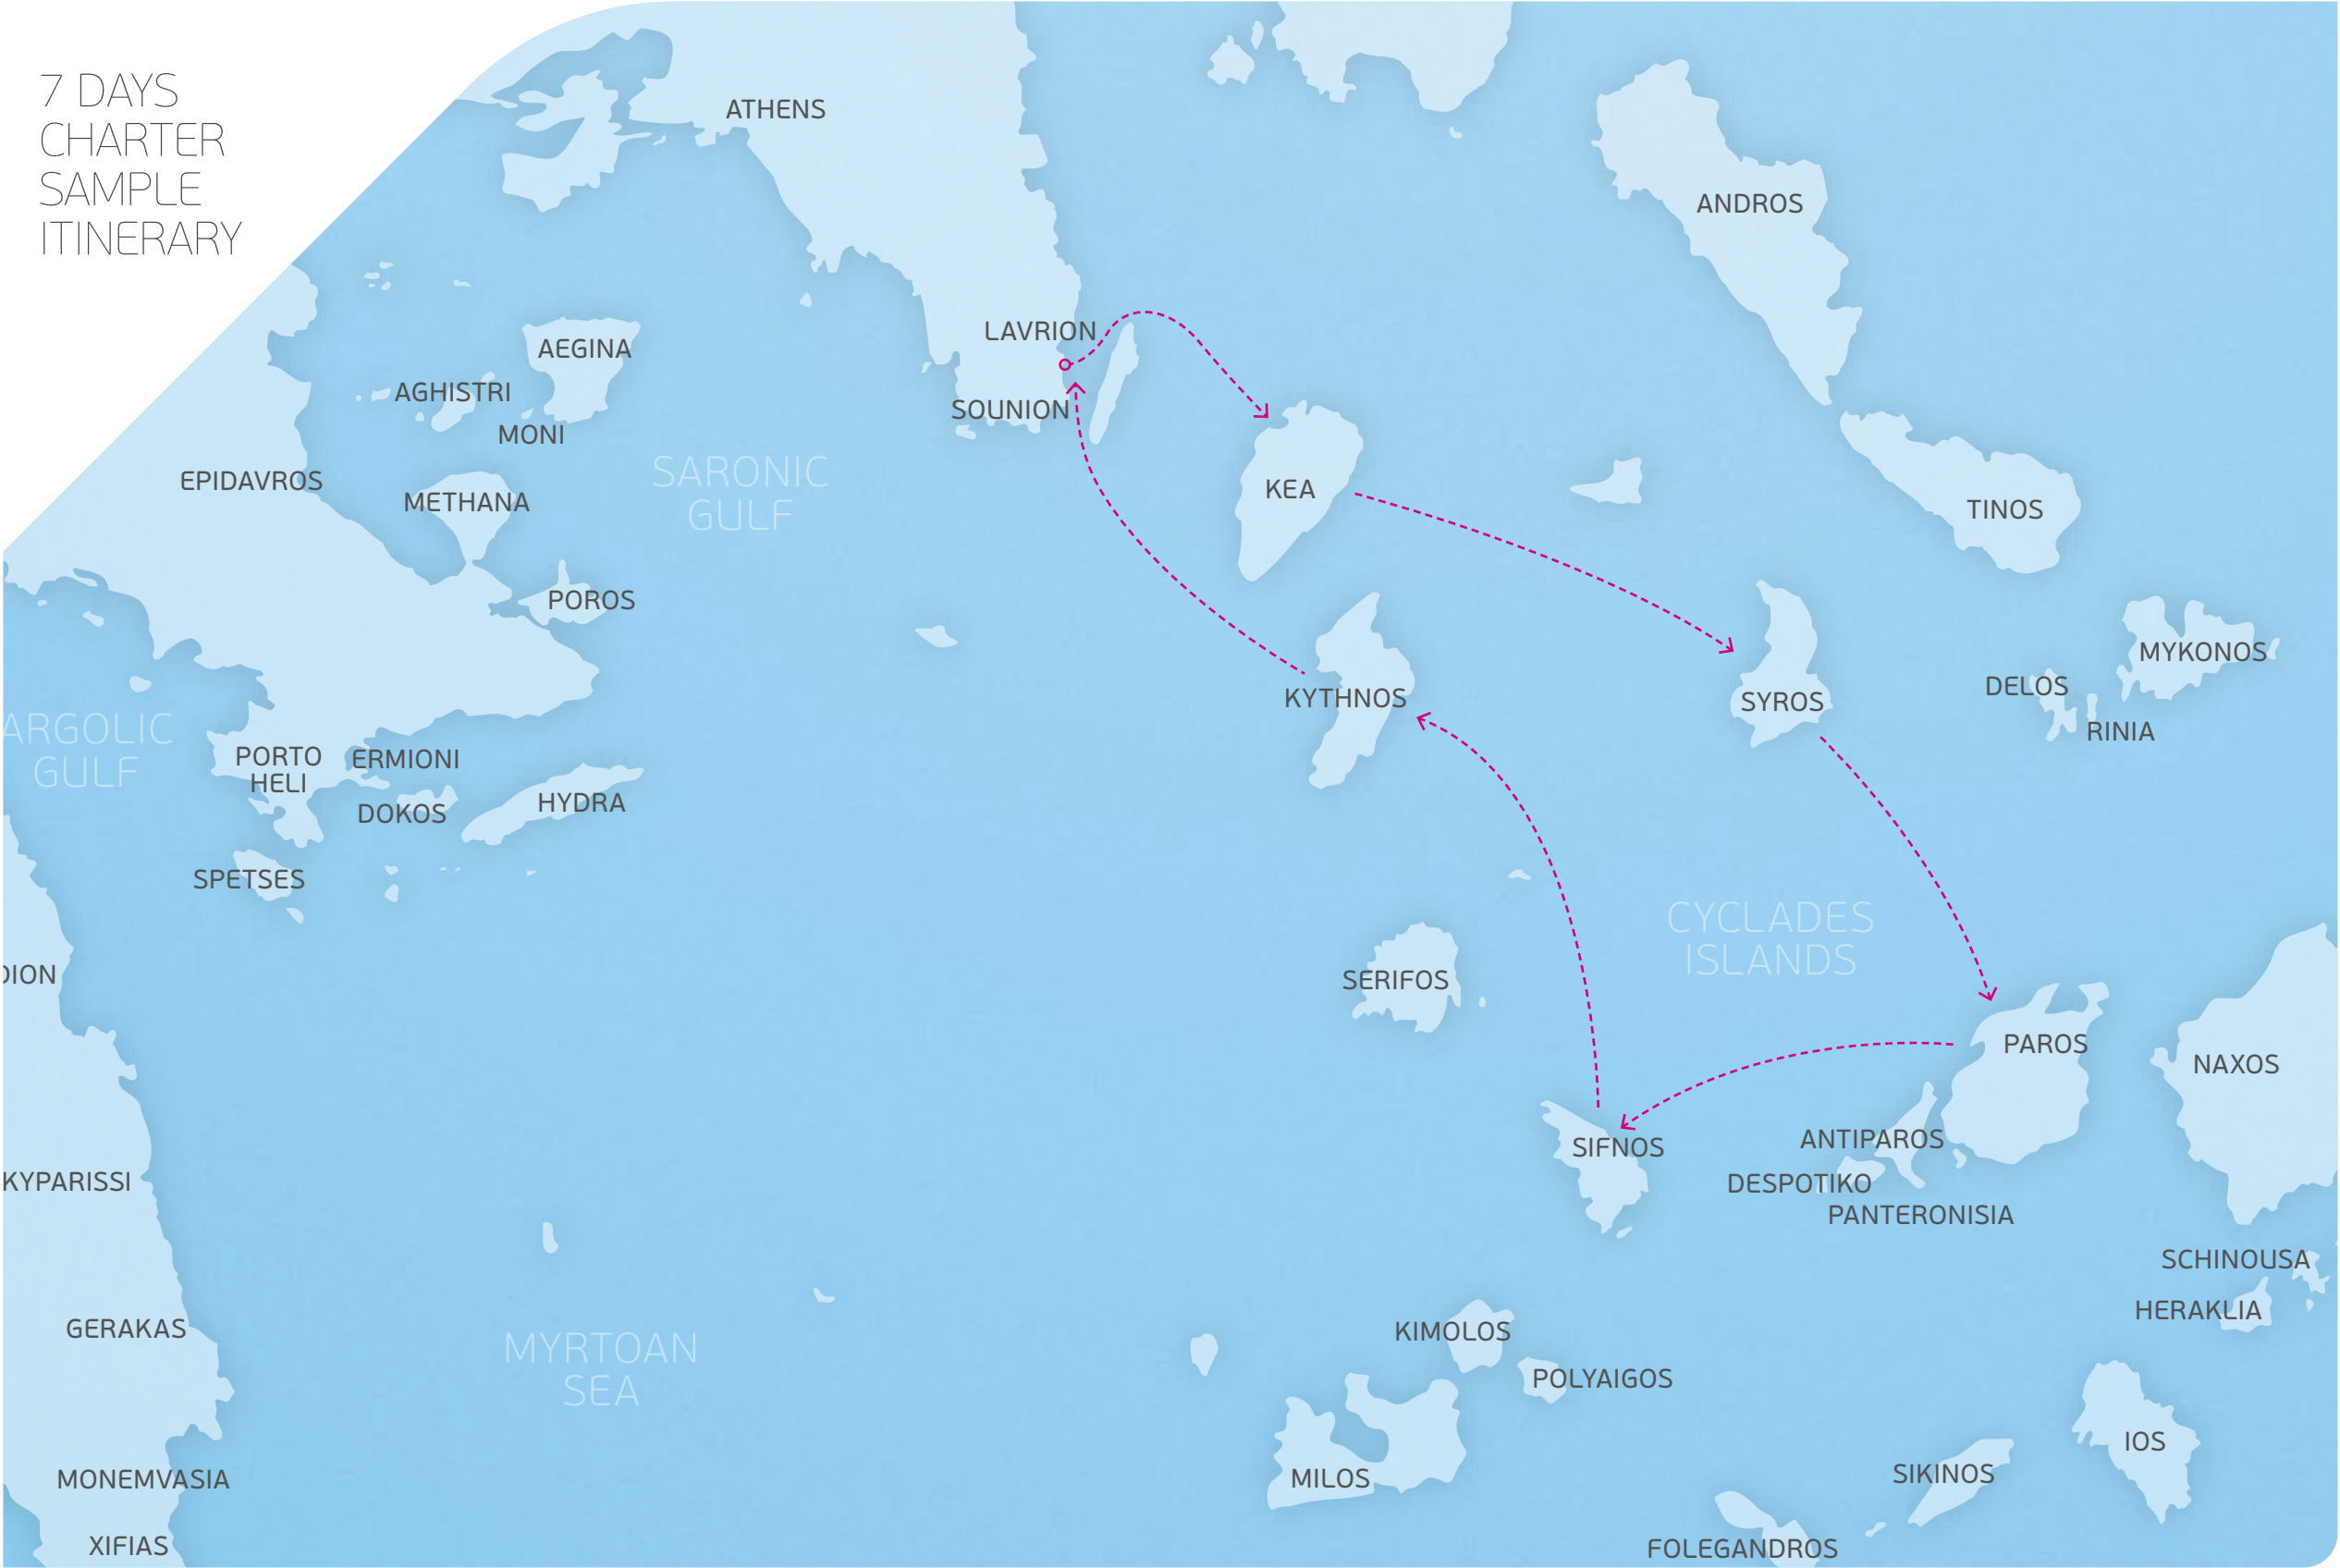 7 DAYS
CHARTER
SAMPLE
ITINERARY
ATHENS
ANDROS
LAVRION
AEGINA
AGHISTRI
SOUNION
MONI
SARONIC
GULF
EPIDAVROS
METHANA
KEA
TINOS
POROS
MYKONOS
DELOS
KYTHNOS
SYROS
RINIA
ARGOLIC
GULF
PORTO
HELI
ERMIONI
HYDRA
DOKOS
SPETSES
CYCLADES
ISLANDS
DION
SERIFOS
PAROS
NAXOS
ANTIPAROS
SIFNOS
KYPARISSI
DESPOTIKO
PANTERONISIA
SCHINOUSA
HERAKLIA
GERAKAS
KIMOLOS
MYRTOAN
SEA
POLYAIGOS
IOS
SIKINOS
MILOS
MONEMVASIA
XIFIAS
FOLEGANDROS